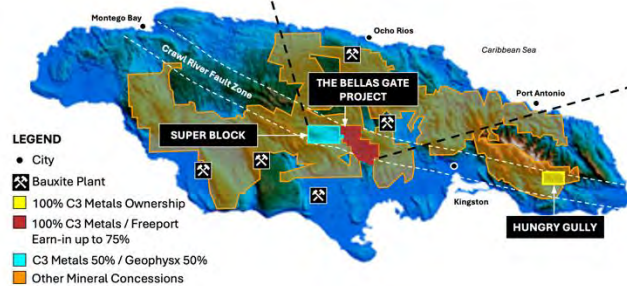 Montego Bay
Ocho Rios
Caribbean Sea
Crawl River Fault Zone
THE BELLAS GATE
PROJECT
Port Antonio
SUPER BLOCK
LEGEND
City
Bauxite Plant
100% C3 Metals Ownership
100% C3 Metals / Freeport
Earn-in up to 75%
C3 Metals 50% / Geophysx 50%
Other Mineral Concessions
Kingston
HUNGRY GULLY